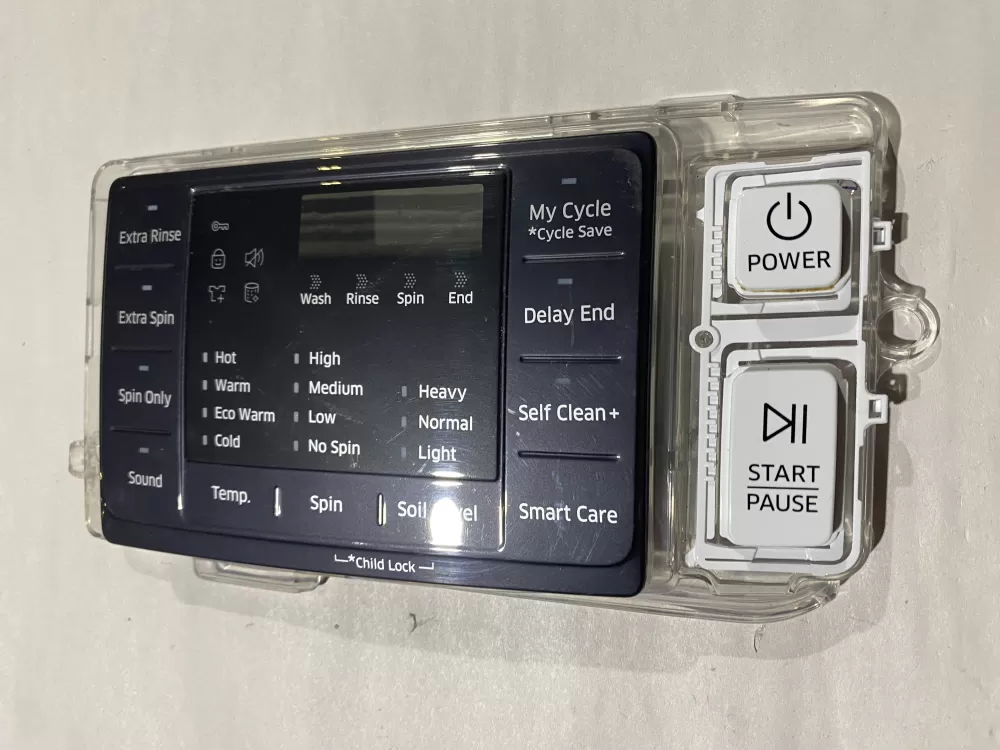 Extra Rinse
Extra Spin
Spin Only
Sound
Wash Rinse Spin End
Hot
Warm
Eco Warm
Cold
High
Medium
Low
No Spin
Heavy
Normal
Light
Temp.
Spin
Soil Level
*Child Lock
My Cycle
*Cycle Save
Delay End
Self Clean+
Smart Care
POWER
START
PAUSE